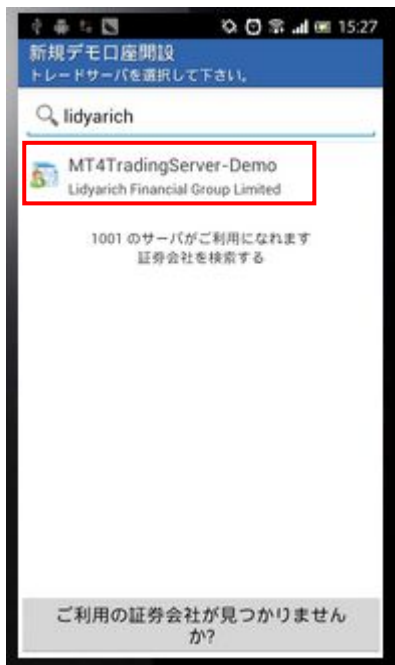 15:27
新規デモ口座開設
トレードサーバを選択して下さい。
lidyarich
MT4TradingServer-Demo
Lidyarich Financial Group Limited
1001 のサーバがご利用になれます
証券会社を検索する
ご利用の証券会社が見つかりません
か?